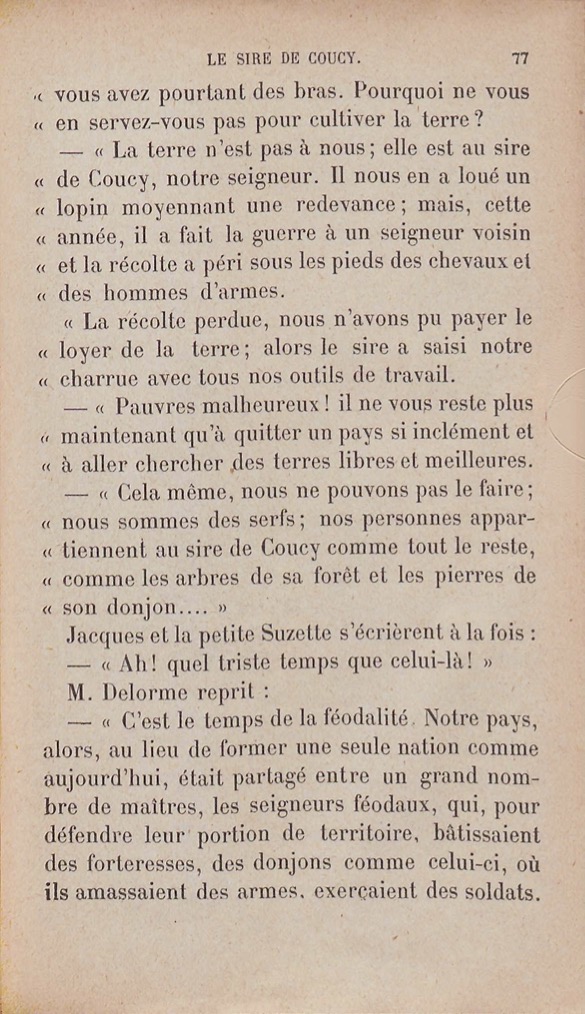 LE SIRE DE COUCY. 77
« vous avez pourtant des bras. Pourquoi ne vous
« en servez-vous pas pour cultiver la terre ?
— « La terre n'est pas à nous ; elle est au sire
« de Coucy, notre seigneur. Il nous en a loué un
« lopin moyennant une redevance ; mais, cette
« année, il a fait la guerre à un seigneur voisin
« et la récolte a péri sous les pieds des chevaux et
« des hommes d'armes.
« La récolte perdue, nous n'avons pu payer le
« loyer de la terre ; alors le sire a saisi notre
« charrue avec tous nos outils de travail.
— « Pauvres malheureux ! il ne vous reste plus
« maintenant qu'à quitter un pays si inclément et
« à aller chercher des terres libres et meilleures.
— « Cela même, nous ne pouvons pas le faire ;
« nous sommes des serfs ; nos personnes appar-
« tiennent au sire de Coucy comme tout le reste,
« comme les arbres de sa forêt et les pierres de
« son donjon.... »
Jacques et la petite Suzette s'écrièrent à la fois :
— « Ah ! quel triste temps que celui-là ! »
M. Delorme reprit :
— « C'est le temps de la féodalité. Notre pays,
alors, au lieu de former une seule nation comme
aujourd'hui, était partagé entre un grand nom-
bre de maîtres, les seigneurs féodaux, qui, pour
défendre leur portion de territoire, bâtissaient
des forteresses, des donjons comme celui-ci, où
ils amassaient des armes, exerçaient des soldats.